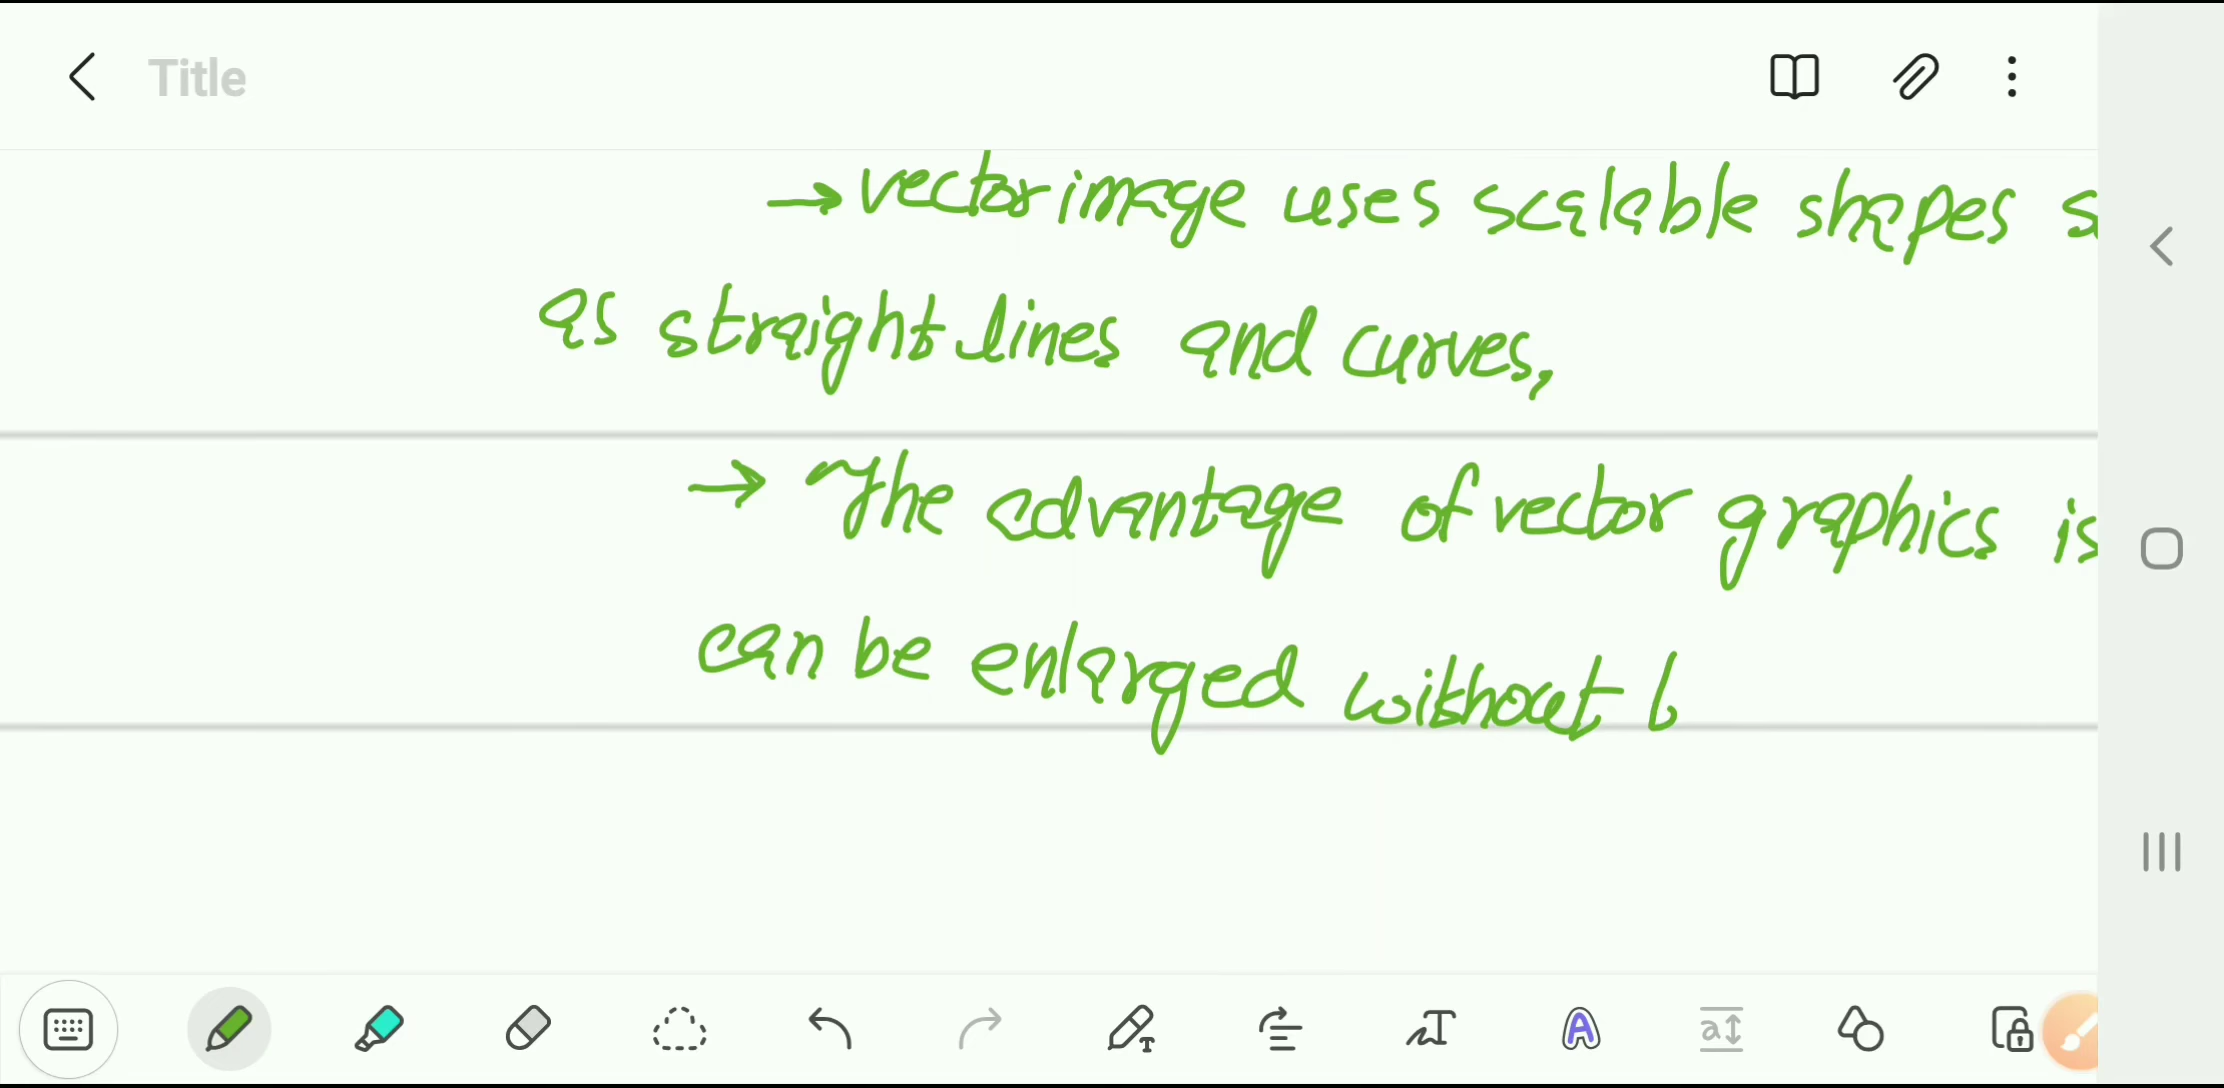 Title
→ vector image uses scalable shapes s
as straight lines and curves,
→ The advantage of vector graphics is
can be enlarged without b